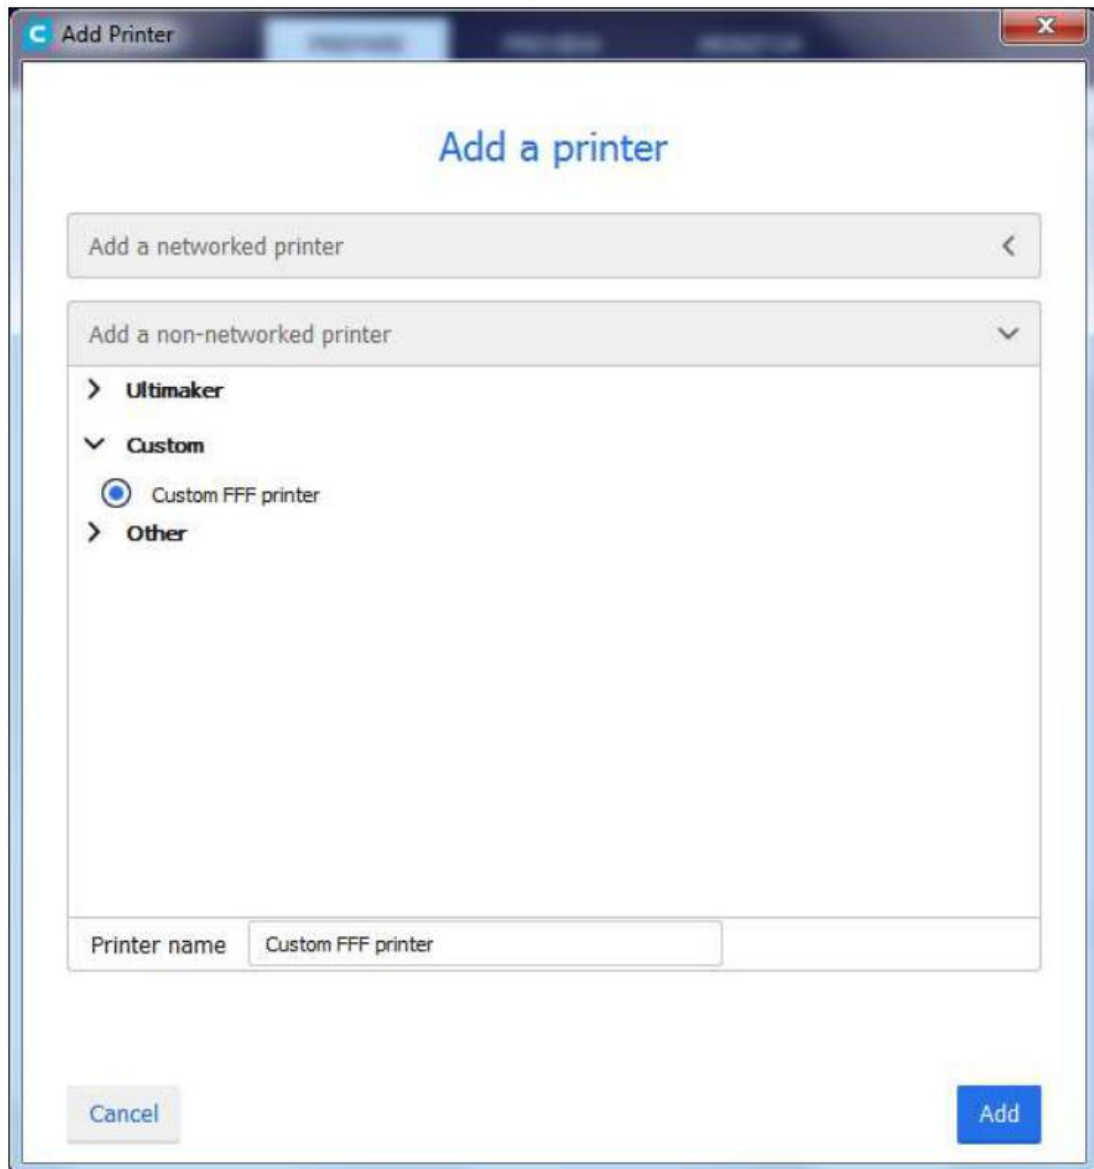 Add Printer
Add a printer
Add a networked printer
Add a non-networked printer
Ultimaker
Custom
Custom FFF printer
Other
Printer name Custom FFF printer
Cancel Add